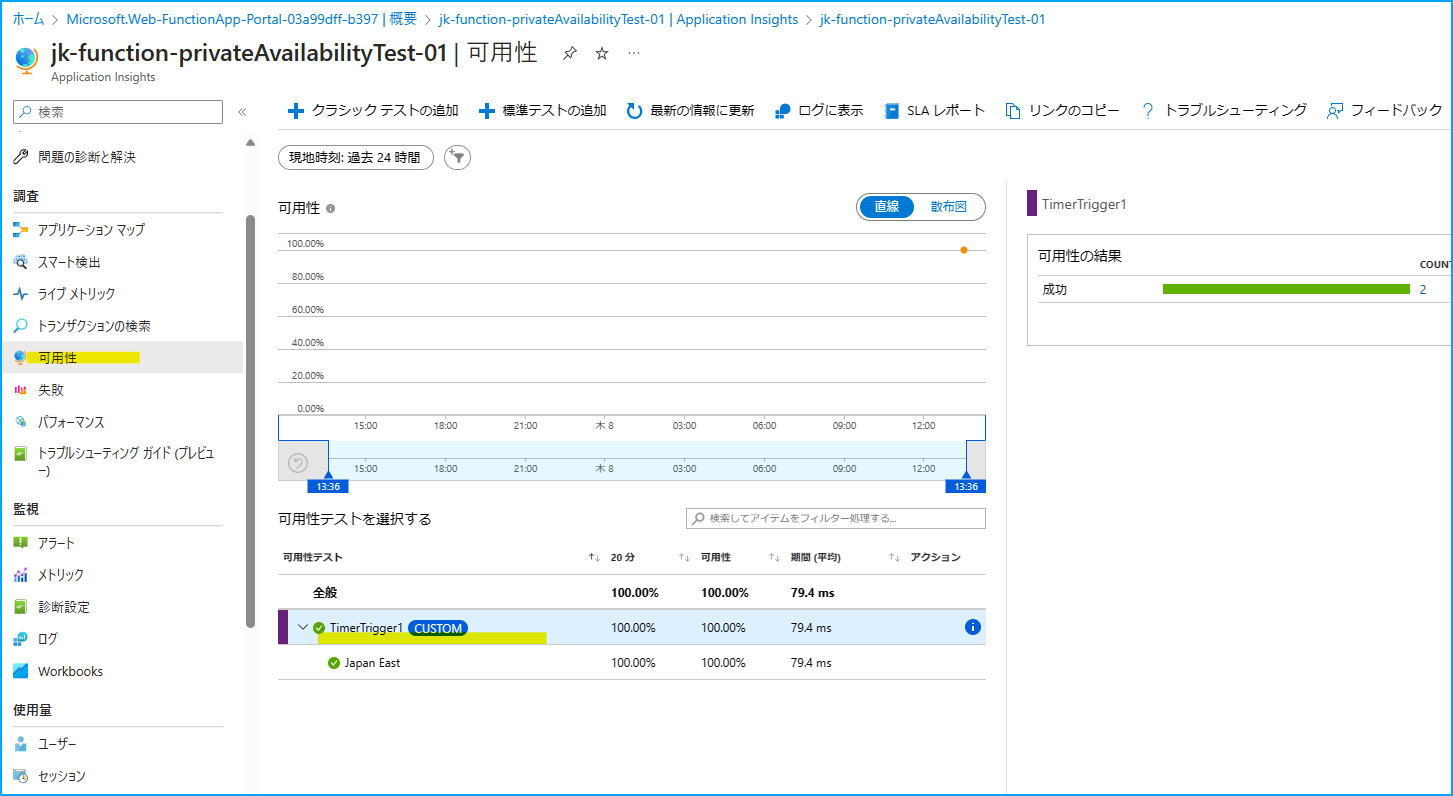 ホーム > Microsoft.Web-FunctionApp-Portal-03a99dff-b397 | 概要 > jk-function-privateAvailabilityTest-01 | Application Insights > jk-function-privateAvailabilityTest-01
jk-function-privateAvailabilityTest-01 | 可用性 ☆ …
Application Insights
検索 «
クラシック テストの追加 標準テストの追加 最新の情報に更新 ログに表示 SLA レポート リンクのコピー トラブルシューティング フィードバック
現地時刻: 過去 24 時間
問題の診断と解決
調査
アプリケーション マップ
スマート検出
ライブ メトリック
トランザクションの検索
可用性
失敗
パフォーマンス
トラブルシューティング ガイド (プレビュ
ー)
監視
アラート
メトリック
診断設定
ログ
Workbooks
使用量
ユーザー
セッション
可用性
直線 散布図
100.00%
80.00%
60.00%
40.00%
20.00%
0.00%
15:00 18:00 21:00 木 8 03:00 06:00 09:00 12:00
15:00 18:00 21:00 木 8 03:00 06:00 09:00 12:00
13:36 13:36
可用性テストを選択する
検索してアイテムをフィルター処理する...
可用性テスト ↑↓ 20 分 ↑↓ 可用性 ↑↓ 期間 (平均) ↑↓ アクション
全般 100.00% 100.00% 79.4 ms
TimerTrigger1 CUSTOM 100.00% 100.00% 79.4 ms
Japan East 100.00% 100.00% 79.4 ms
TimerTrigger1
可用性の結果
COUNT
成功 2